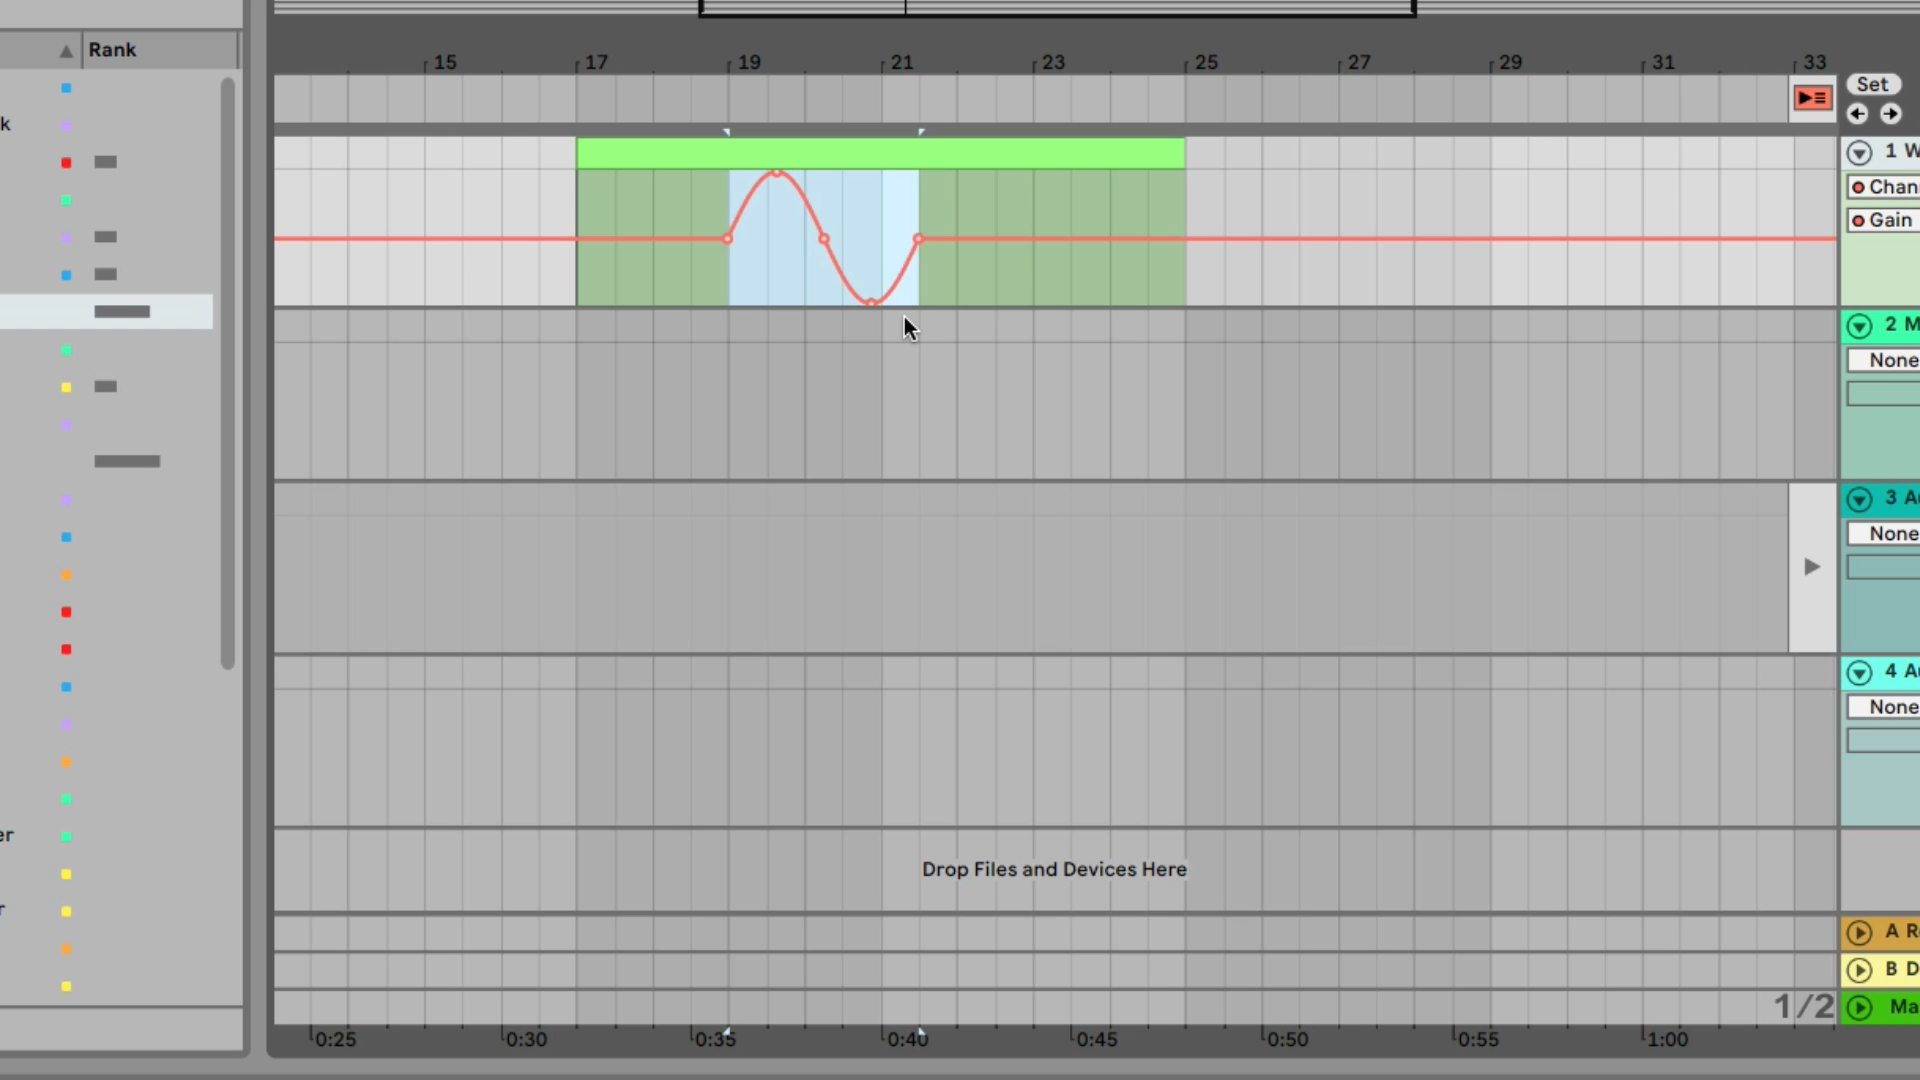 Rank
15 17 19 21 23 25 27 29 31 33
Set
k
1 W
Chan
Gain
2 M
None
3 A
None
4 A
None
er
Drop Files and Devices Here
r
A R
B D
1/2
Ma
0:25 0:30 0:35 0:40 0:45 0:50 0:55 1:00